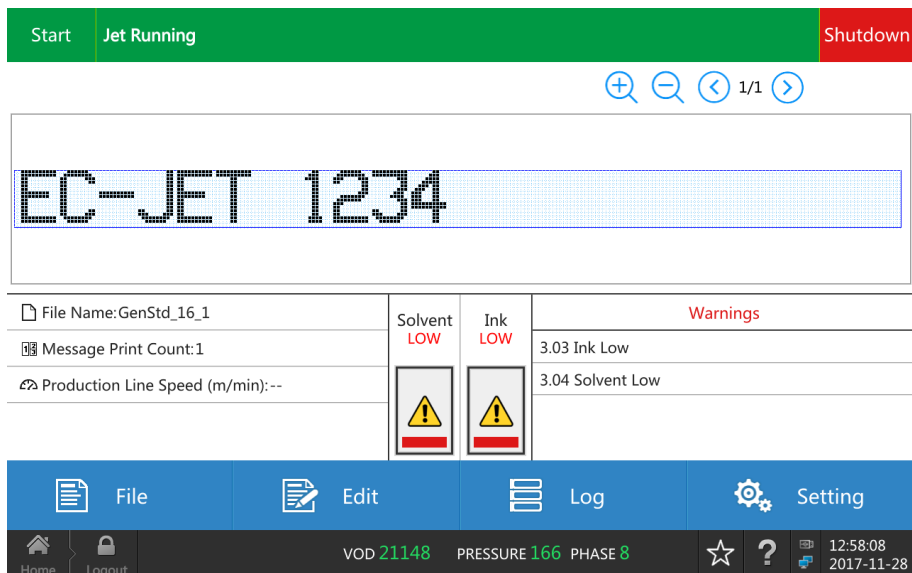 Start Jet Running Shutdown
1/1
EC-JET 1234
File Name:GenStd_16_1
Message Print Count:1
Production Line Speed (m/min):--
Solvent
LOW
Ink
LOW
Warnings
3.03 Ink Low
3.04 Solvent Low
File Edit Log Setting
Home Logout
VOD 21148 PRESSURE 166 PHASE 8
12:58:08
2017-11-28